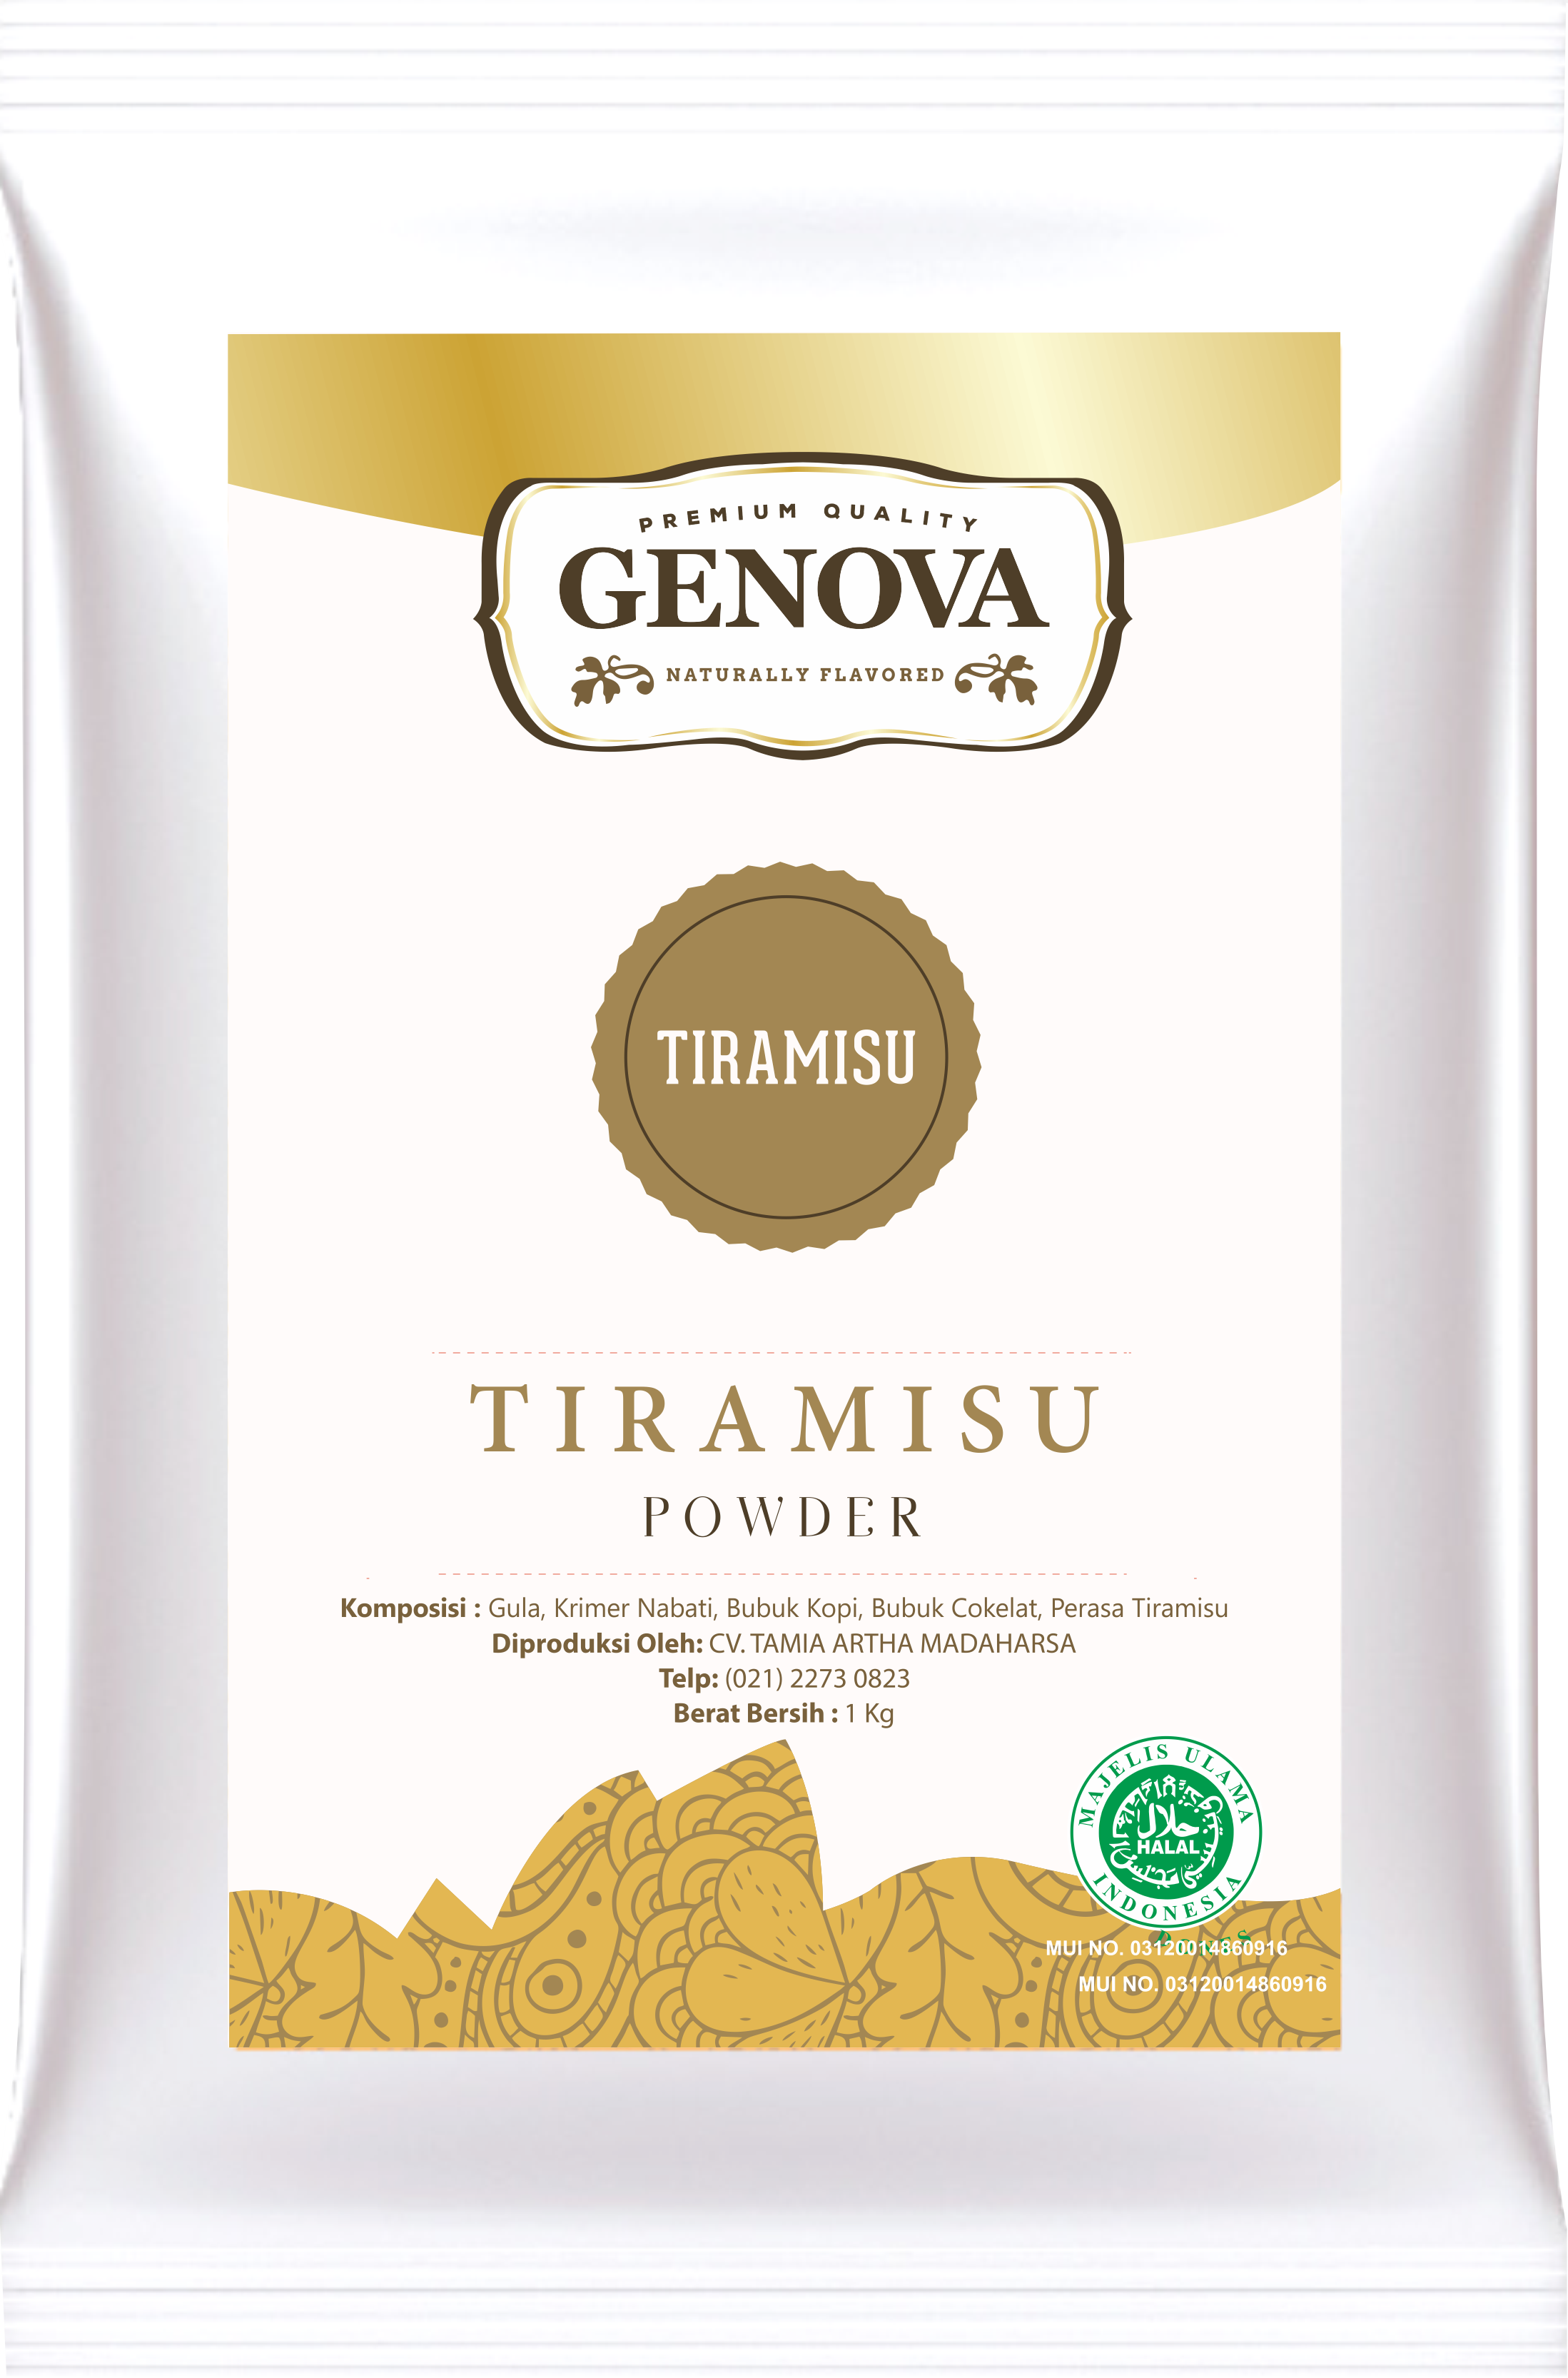 PREMIUM QUALITY
GENOVA
NATURALLY FLAVORED
TIRAMISU
TIRAMISU
POWDER
Komposisi : Gula, Krimer Nabati, Bubuk Kopi, Bubuk Cokelat, Perasa Tiramisu
Diproduksi Oleh: CV. TAMIA ARTHA MADAHARSA
Telp: (021) 2273 0823
Berat Bersih : 1 Kg
MAJELIS ULAMA
حلال
HALAL
INDONESIA
MUI NO. 03120014860916
MUI NO. 03120014860916